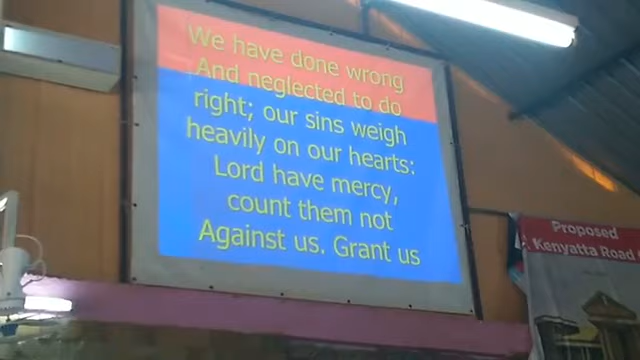 We have done wrong
And neglected to do
right; our sins weigh
heavily on our hearts:
Lord have mercy,
count them not
Against us. Grant us
Proposed
Kenyatta Road